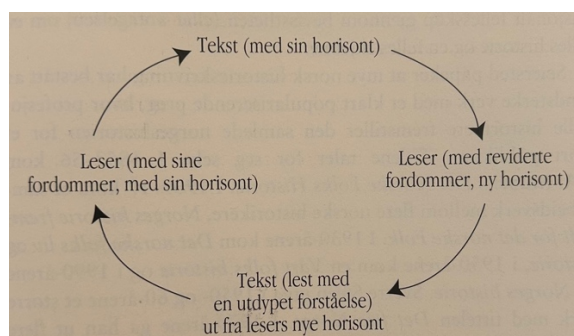 Tekst (med sin horisont)
Leser (med sine
fordommer, med sin horisont)
Leser (med reviderte
fordommer, ny horisont)
Tekst (lest med
en utdypet forståelse)
ut fra lesers nye horisont